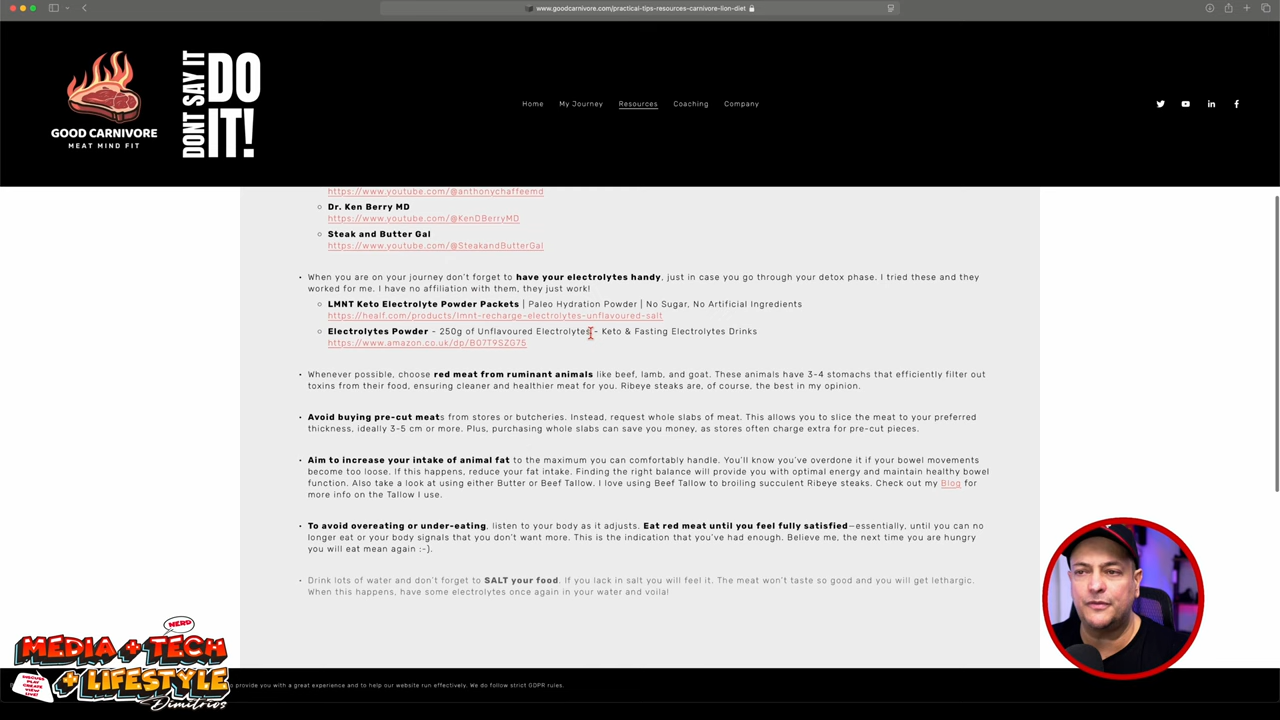 www.goodcarnivore.com/practical-tips-resources-carnivore-lion-diet
GOOD CARNIVORE
MEAT MIND FIT
DONT SAY IT
DO
IT!
Home
My Journey
Resources
Coaching
Company
https://www.youtube.com/@anthonychaffeemd
Dr. Ken Berry MD
https://www.youtube.com/@KenDBerryMD
Steak and Butter Gal
https://www.youtube.com/@SteakandButterGal
When you are on your journey don't forget to have your electrolytes handy, just in case you go through your detox phase. I tried these and they
worked for me. I have no affiliation with them, they just work!
LMNT Keto Electrolyte Powder Packets | Paleo Hydration Powder | No Sugar, No Artificial Ingredients
https://healf.com/products/lmnt-recharge-electrolytes-unflavoured-salt
Electrolytes Powder - 250g of Unflavoured Electrolytes - Keto & Fasting Electrolytes Drinks
https://www.amazon.co.uk/dp/B07T9SZG75
Whenever possible, choose red meat from ruminant animals like beef, lamb, and goat. These animals have 3-4 stomachs that efficiently filter out
toxins from their food, ensuring cleaner and healthier meat for you. Ribeye steaks are, of course, the best in my opinion.
Avoid buying pre-cut meats from stores or butcheries. Instead, request whole slabs of meat. This allows you to slice the meat to your preferred
thickness, ideally 3-5 cm or more. Plus, purchasing whole slabs can save you money, as stores often charge extra for pre-cut pieces.
Aim to increase your intake of animal fat to the maximum you can comfortably handle. You'll know you've overdone it if your bowel movements
become too loose. If this happens, reduce your fat intake. Finding the right balance will provide you with optimal energy and maintain healthy bowel
function. Also take a look at using either Butter or Beef Tallow. I love using Beef Tallow to broiling succulent Ribeye steaks. Check out my Blog for
more info on the Tallow I use.
To avoid overeating or under-eating, listen to your body as it adjusts. Eat red meat until you feel fully satisfied—essentially, until you can no
longer eat or your body signals that you don't want more. This is the indication that you've had enough. Believe me, the next time you are hungry
you will eat mean again :-).
Drink lots of water and don't forget to SALT your food. If you lack in salt you will feel it. The meat won't taste so good and you will get lethargic.
When this happens, have some electrolytes once again in your water and voila!
NERD
MEDIA + TECH
+ LIFESTYLE
DISCUSS
PLAY
CREATE
VIEW
LIVE!
Dimitrios
to provide you with a great experience and to help our website run effectively. We do follow strict GDPR rules.